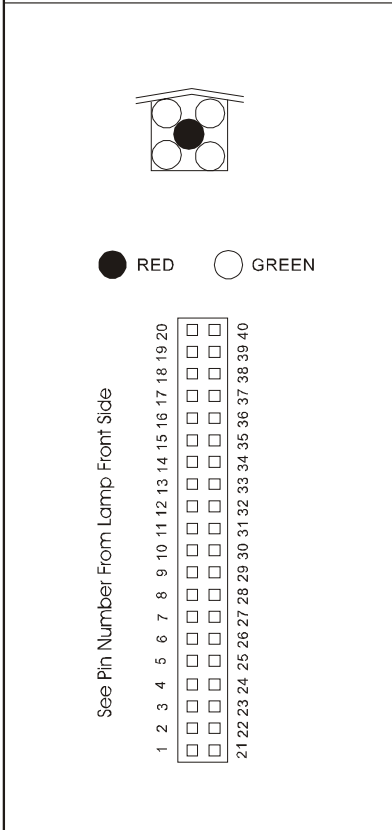 RED
GREEN
See Pin Number From Lamp Front Side
1 2 3 4 5 6 7 8 9 10 11 12 13 14 15 16 17 18 19 20
21 22 23 24 25 26 27 28 29 30 31 32 33 34 35 36 37 38 39 40